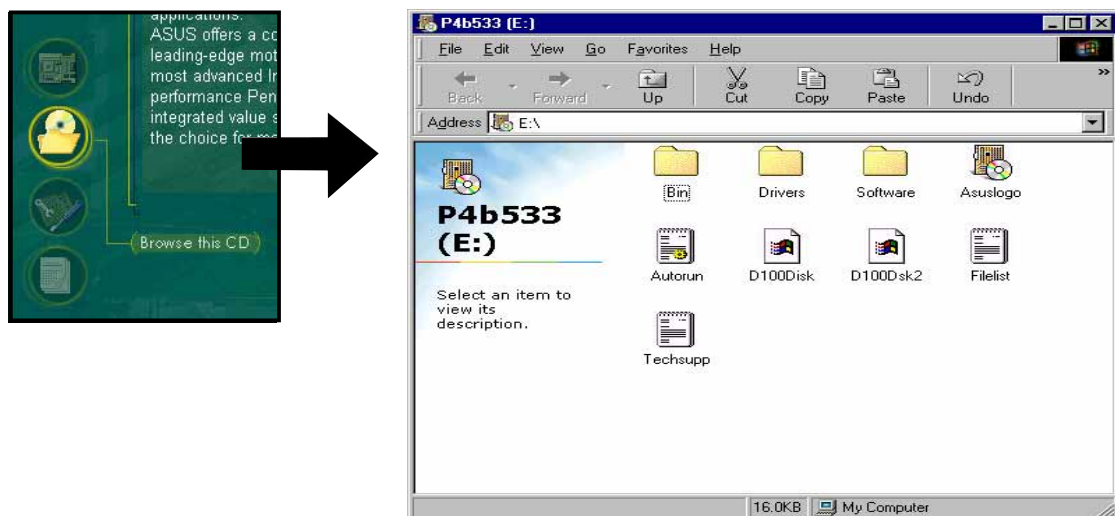 applications.
ASUS offers a co
leading-edge mot
most advanced In
performance Pen
integrated value s
the choice for
Browse this CD
P4b533 (E:)
File Edit View Go Favorites Help
Back Forward Up Cut Copy Paste Undo »
Address E:\
P4b533
(E:)
Select an item to
view its
description.
Bin Drivers Software Asuslogo
Autorun D100Disk D100Dsk2 Filelist
Techsupp
16.0KB My Computer